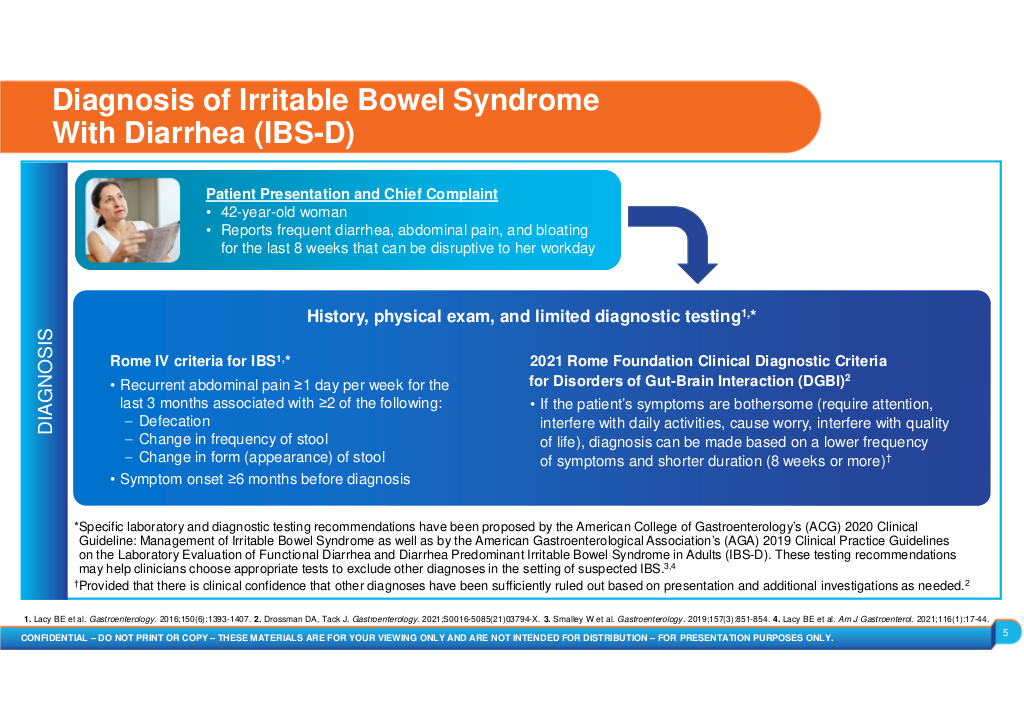 Diagnosis of Irritable Bowel Syndrome
With Diarrhea (IBS-D)
DIAGNOSIS
Patient Presentation and Chief Complaint
• 42-year-old woman
• Reports frequent diarrhea, abdominal pain, and bloating
for the last 8 weeks that can be disruptive to her workday
History, physical exam, and limited diagnostic testing¹,*
Rome IV criteria for IBS¹,*
• Recurrent abdominal pain ≥1 day per week for the
last 3 months associated with ≥2 of the following:
– Defecation
– Change in frequency of stool
– Change in form (appearance) of stool
• Symptom onset ≥6 months before diagnosis
2021 Rome Foundation Clinical Diagnostic Criteria
for Disorders of Gut-Brain Interaction (DGBI)²
• If the patient's symptoms are bothersome (require attention,
interfere with daily activities, cause worry, interfere with quality
of life), diagnosis can be made based on a lower frequency
of symptoms and shorter duration (8 weeks or more)†
*Specific laboratory and diagnostic testing recommendations have been proposed by the American College of Gastroenterology's (ACG) 2020 Clinical
Guideline: Management of Irritable Bowel Syndrome as well as by the American Gastroenterological Association's (AGA) 2019 Clinical Practice Guidelines
on the Laboratory Evaluation of Functional Diarrhea and Diarrhea Predominant Irritable Bowel Syndrome in Adults (IBS-D). These testing recommendations
may help clinicians choose appropriate tests to exclude other diagnoses in the setting of suspected IBS.³,⁴
†Provided that there is clinical confidence that other diagnoses have been sufficiently ruled out based on presentation and additional investigations as needed.²
1. Lacy BE et al. Gastroenterology. 2016;150(6):1393-1407. 2. Drossman DA, Tack J. Gastroenterology. 2021;S0016-5085(21)03794-X. 3. Smalley W et al. Gastroenterology. 2019;157(3):851-854. 4. Lacy BE et al. Am J Gastroenterol. 2021;116(1):17-44.
CONFIDENTIAL – DO NOT PRINT OR COPY – THESE MATERIALS ARE FOR YOUR VIEWING ONLY AND ARE NOT INTENDED FOR DISTRIBUTION – FOR PRESENTATION PURPOSES ONLY.
5